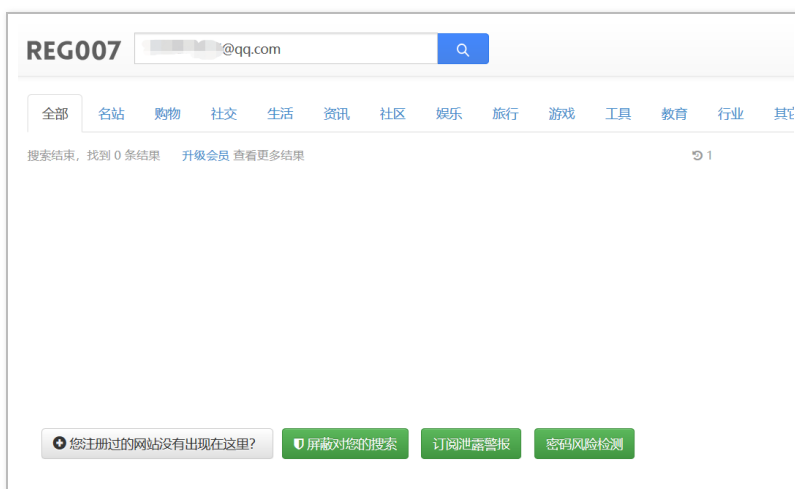 REG007 @qq.com
全部 名站 购物 社交 生活 资讯 社区 娱乐 旅行 游戏 工具 教育 行业 其它
搜索结束，找到 0 条结果 升级会员 查看更多结果 1
您注册过的网站没有出现在这里? 屏蔽对您的搜索 订阅泄露警报 密码风险检测